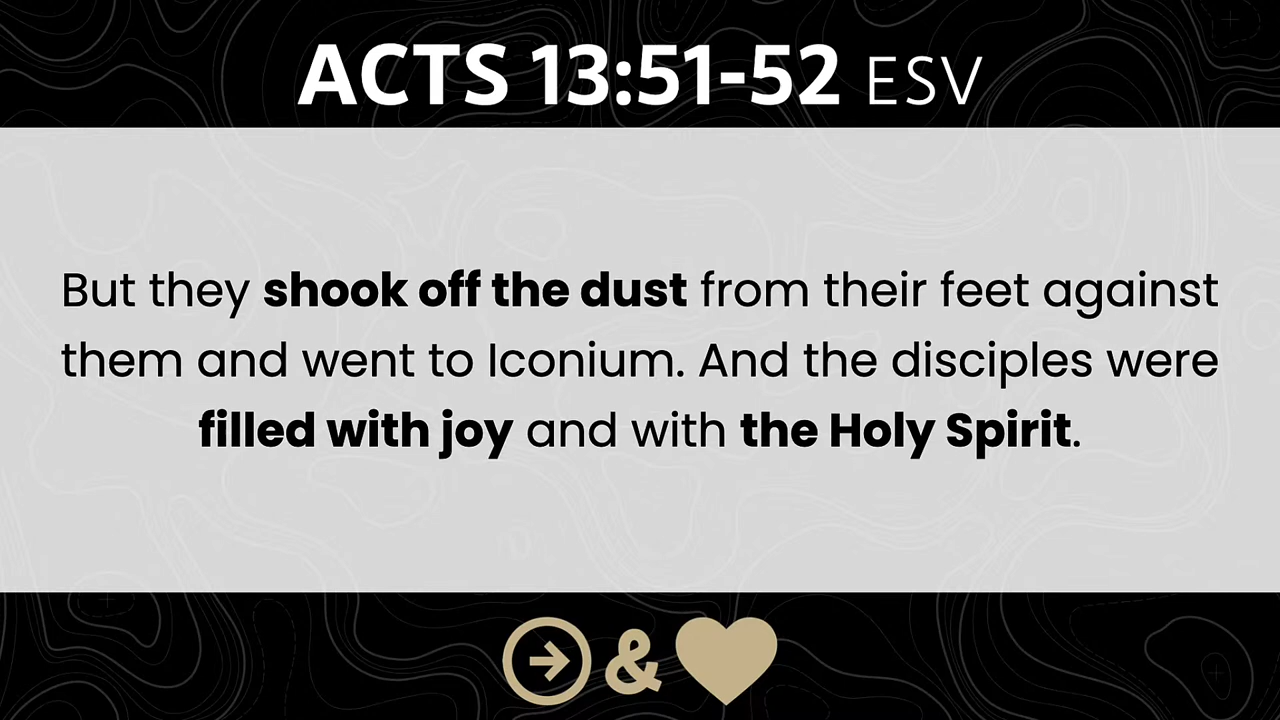 ACTS 13:51-52 ESV
But they shook off the dust from their feet against
them and went to Iconium. And the disciples were
filled with joy and with the Holy Spirit.
&